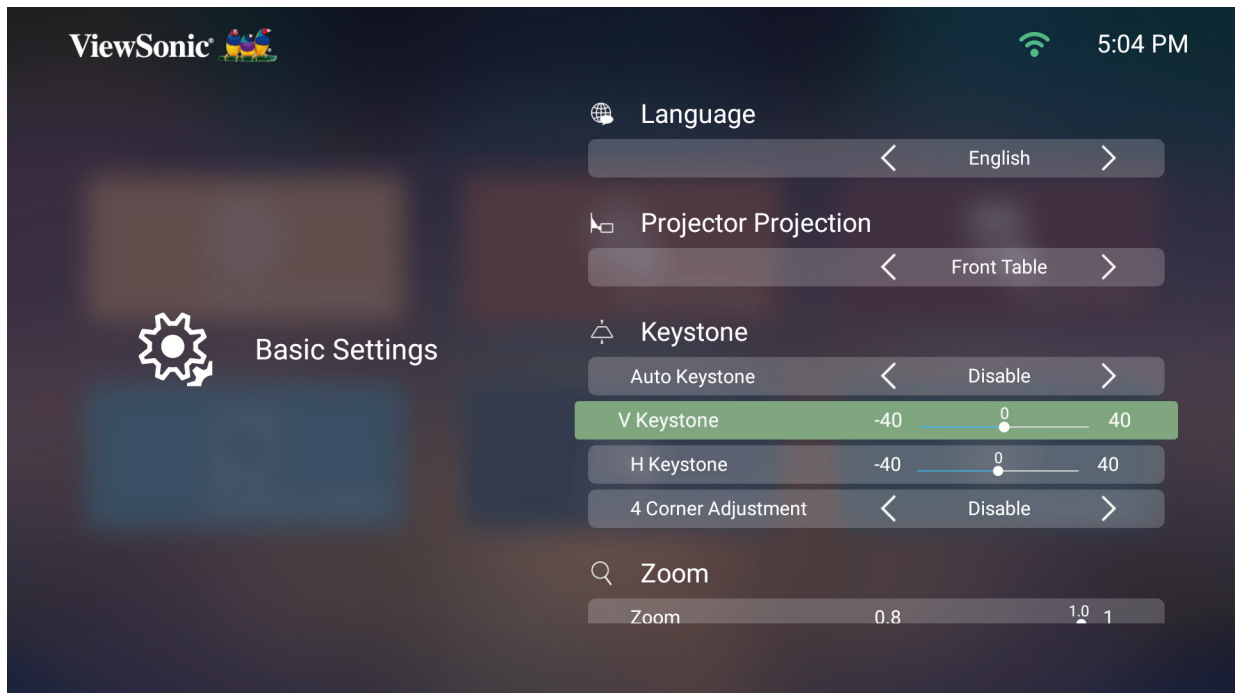 ViewSonic®
5:04 PM
Language
English
Projector Projection
Front Table
Keystone
Basic Settings
Auto Keystone Disable
V Keystone -40 0 40
H Keystone -40 0 40
4 Corner Adjustment Disable
Zoom
Zoom 0.8 1.0 1